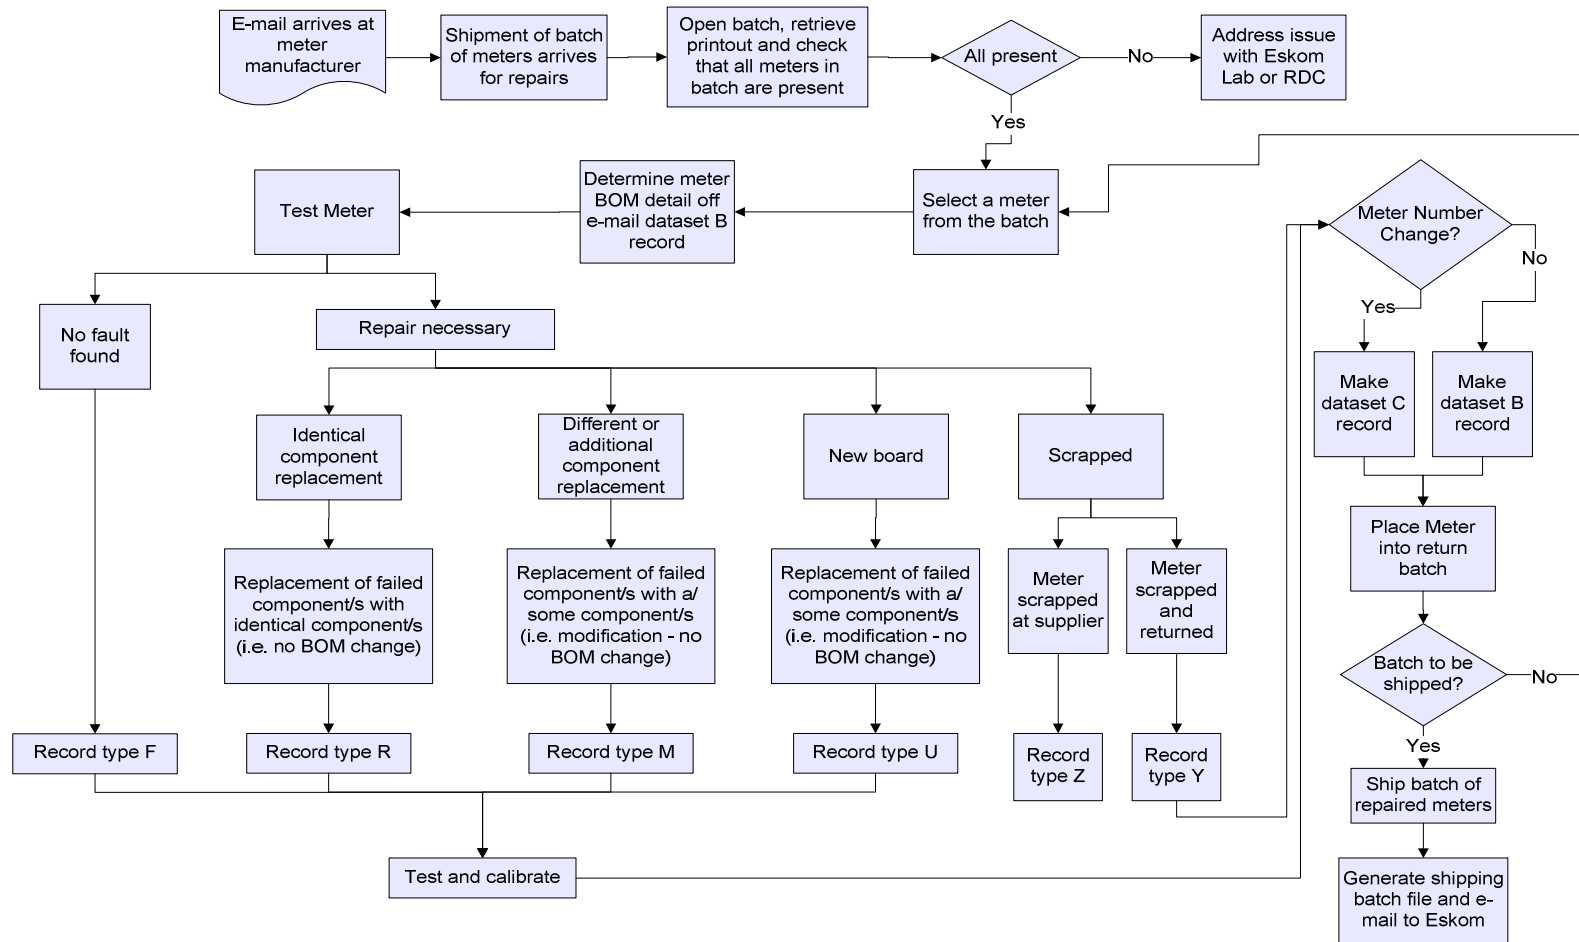 E-mail arrives at
meter
manufacturer
Shipment of batch
of meters arrives
for repairs
Open batch, retrieve
printout and check
that all meters in
batch are present
All present
No
Address issue
with Eskom
Lab or RDC
Yes
Test Meter
Determine meter
BOM detail off
e-mail dataset B
record
Select a meter
from the batch
Meter Number
Change?
No
Yes
No fault
found
Repair necessary
Make
dataset C
record
Make
dataset B
record
Identical
component
replacement
Different or
additional
component
replacement
New board
Scrapped
Place Meter
into return
batch
Replacement of failed
component/s with
identical component/s
(i.e. no BOM change)
Replacement of failed
component/s with a/
some component/s
(i.e. modification - no
BOM change)
Replacement of failed
component/s with a/
some component/s
(i.e. modification - no
BOM change)
Meter
scrapped
at supplier
Meter
scrapped
and
returned
Batch to be
shipped?
No
Yes
Record type F
Record type R
Record type M
Record type U
Record
type Z
Record
type Y
Ship batch of
repaired meters
Test and calibrate
Generate shipping
batch file and e-
mail to Eskom